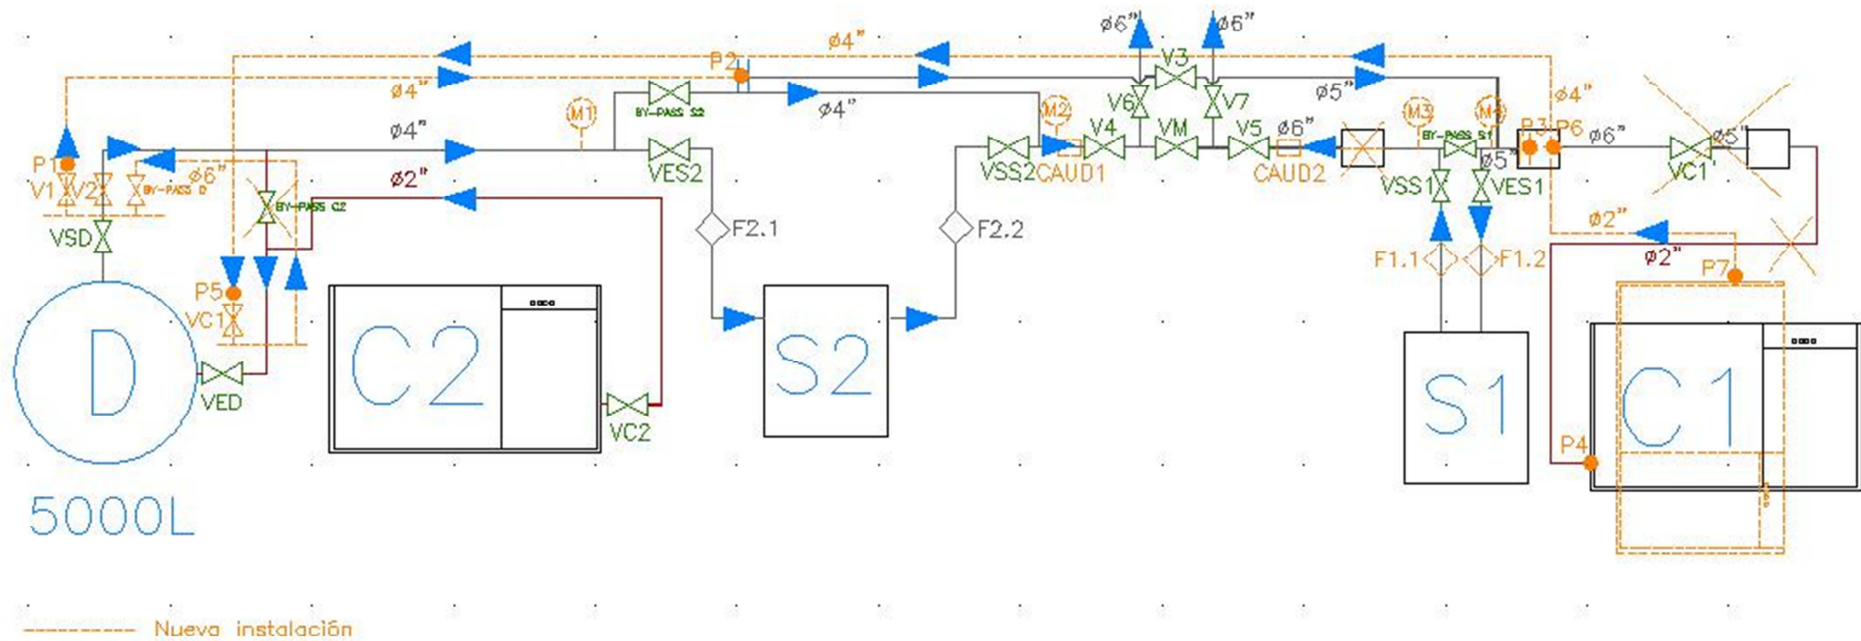 ø6"
ø6"
ø4"
P2
V3
ø4"
ø4"
ø5"
ø4"
M1
BY-PASS S2
M2
V6
V7
M3
ø4"
P1
V1
V2
ø6"
BY-PASS D
VES2
VSS2
CAUD1
V4
VM
V5
ø6"
CAUD2
BY-PASS S1
ø5"
P3
P6
ø6"
VC1
ø5"
ø2"
BY-PASS C2
VSD
F2.1
F2.2
VSS1
VES1
ø2"
ø2"
F1.1
F1.2
P7
P5
VC1
D
VED
C2
VC2
S2
S1
C1
P4
5000L
Nueva instalación